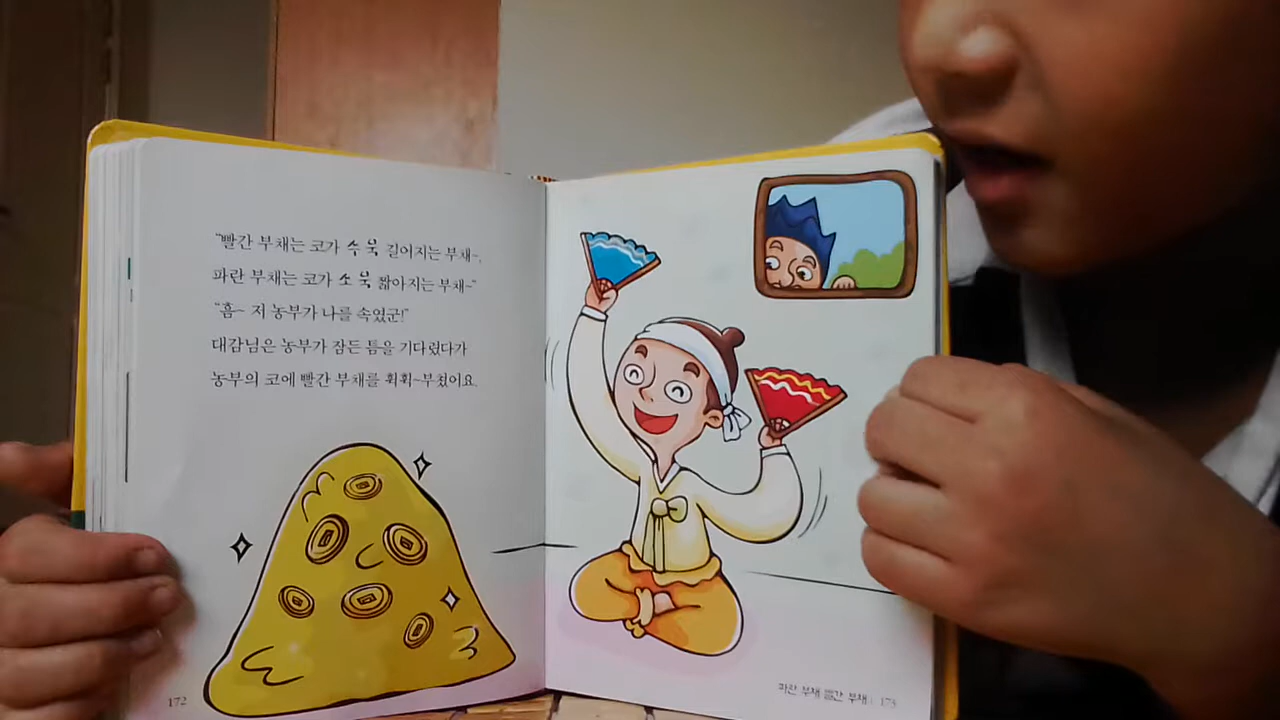 “빨간 부채는 코가 수욱 길어지는 부채~,
파란 부채는 코가 소욱 짧아지는 부채~”
“흠~ 저 농부가 나를 속였군!”
대감님은 농부가 잠든 틈을 기다렸다가
농부의 코에 빨간 부채를 휘휘~부쳤어요.
172
파란 부채 빨간 부채 | 173